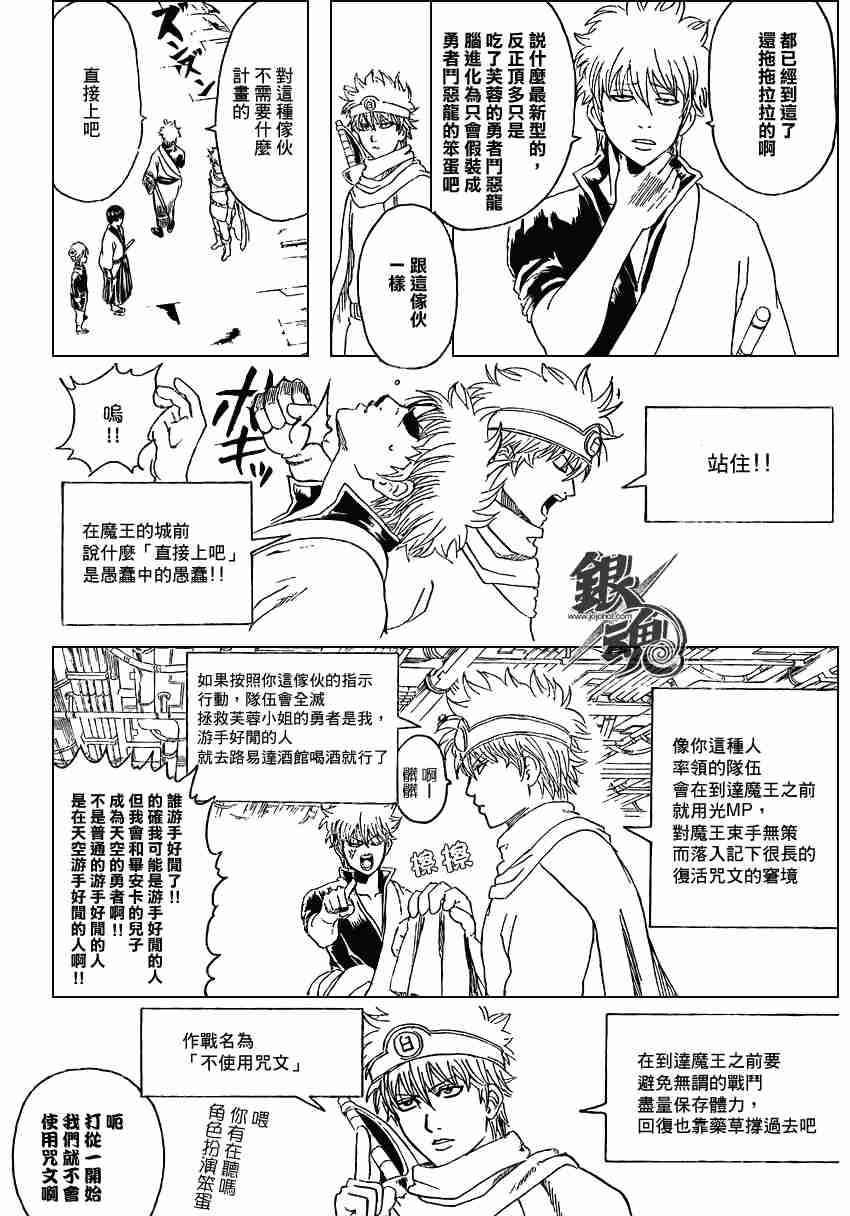 都已經到這了
還拖拖拉拉的啊
說什麼最新型的，
反正頂多只是
吃了芙蓉的勇者鬥惡龍
腦進化為只會假裝成
勇者鬥惡龍的笨蛋吧
跟這傢伙
一樣
對這種傢伙
不需要什麼
計畫的
直接上吧
ズンズン
站住!!
ボキッ
嗚!!
在魔王的城前
說什麼「直接上吧」
是愚蠢中的愚蠢!!
銀魂
www.jojohot.com
像你這種人
率領的隊伍
會在到達魔王之前
就用光MP，
對魔王束手無策
而落入記下很長的
復活咒文的窘境
如果按照你這傢伙的指示
行動，隊伍會全滅
拯救芙蓉小姐的勇者是我，
游手好閒的人
就去路易達酒館喝酒就行了
啊—
髒髒
擦擦
誰游手好閒了!!
的確我可能是游手好閒的人
但我會和畢安卡的兒子
成為天空的勇者啊!!
不是普通的游手好閒的人
是在天空游手好閒的人啊!!
在到達魔王之前要
避免無謂的戰鬥
盡量保存體力，
回復也靠藥草撐過去吧
作戰名為
「不使用咒文」
喂
你有在聽嗎
角色扮演笨蛋
呃
打從一開始
我們就不會
使用咒文啊